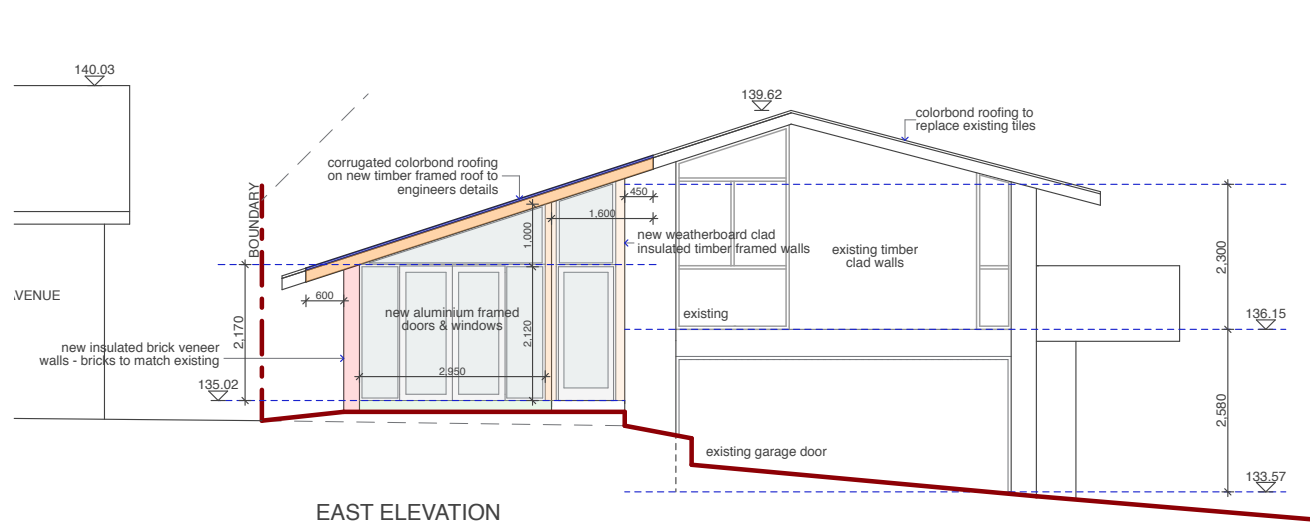 140.03
139.62
colorbond roofing to
replace existing tiles
corrugated colorbond roofing
on new timber framed roof to
engineers details
BOUNDARY
450
1,600
1,000
new weatherboard clad
insulated timber framed walls
existing timber
clad walls
2,300
AVENUE
600
new aluminium framed
doors & windows
existing
136.15
2,170
2,120
new insulated brick veneer
walls - bricks to match existing
2,950
135.02
2,580
existing garage door
133.57
EAST ELEVATION